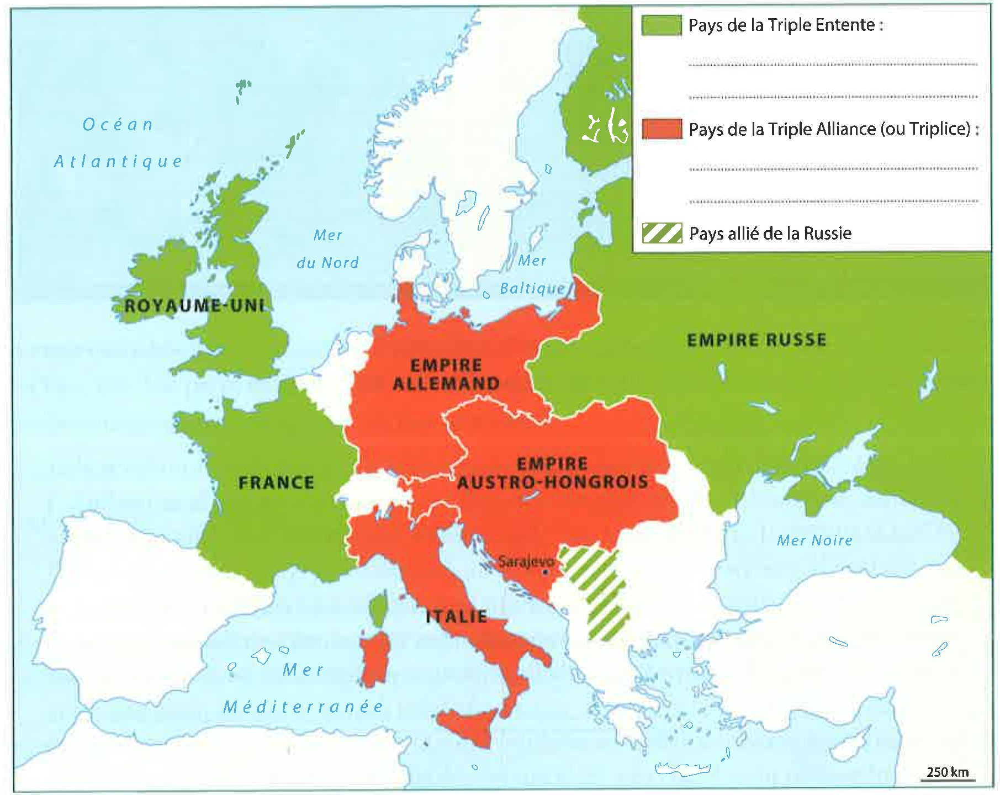 Pays de la Triple Entente :
Pays de la Triple Alliance (ou Triplice) :
Pays allié de la Russie
Océan
Atlantique
Mer
du Nord
Mer
Baltique
ROYAUME-UNI
EMPIRE RUSSE
EMPIRE
ALLEMAND
FRANCE
EMPIRE
AUSTRO-HONGROIS
Mer Noire
Sarajevo
ITALIE
Mer
Méditerranée
250 km